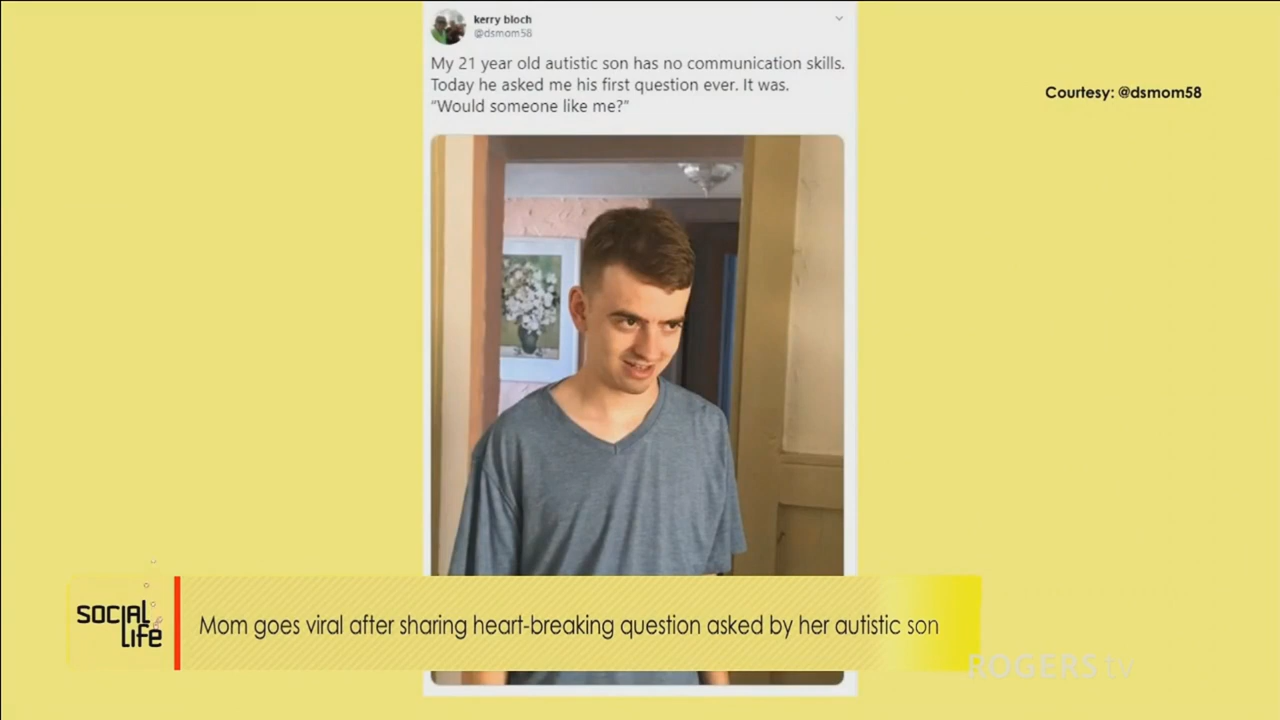 kerry bloch
@dsmom58
My 21 year old autistic son has no communication skills.
Today he asked me his first question ever. It was.
“Would someone like me?”
Courtesy: @dsmom58
SOCIAL
LIFE
Mom goes viral after sharing heart-breaking question asked by her autistic son
ROGERS tv